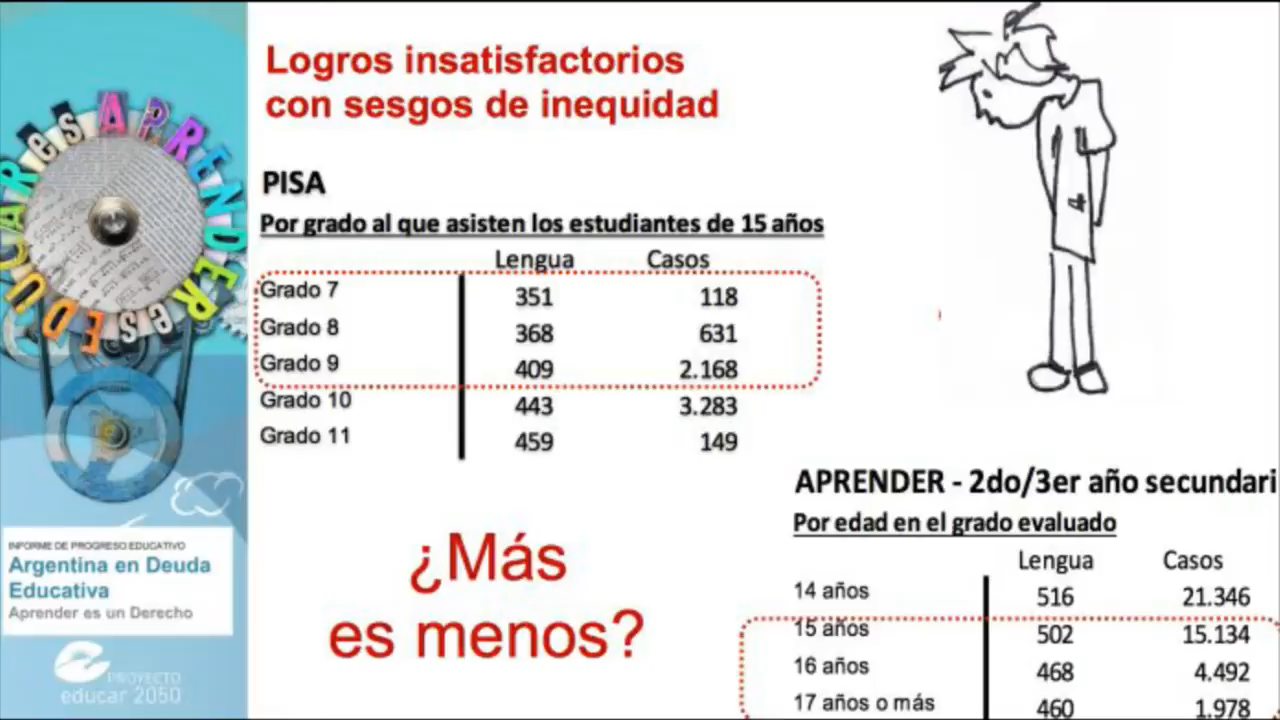 Logros insatisfactorios
con sesgos de inequidad
PISA
Por grado al que asisten los estudiantes de 15 años
Lengua Casos
Grado 7 351 118
Grado 8 368 631
Grado 9 409 2.168
Grado 10 443 3.283
Grado 11 459 149
¿Más
es menos?
APRENDER - 2do/3er año secundari
Por edad en el grado evaluado
Lengua Casos
14 años 516 21.346
15 años 502 15.134
16 años 468 4.492
17 años o más 460 1.978
EDUCAR es APRENDER es
INFORME DE PROGRESO EDUCATIVO
Argentina en Deuda
Educativa
Aprender es un Derecho
PROYECTO
educar 2050